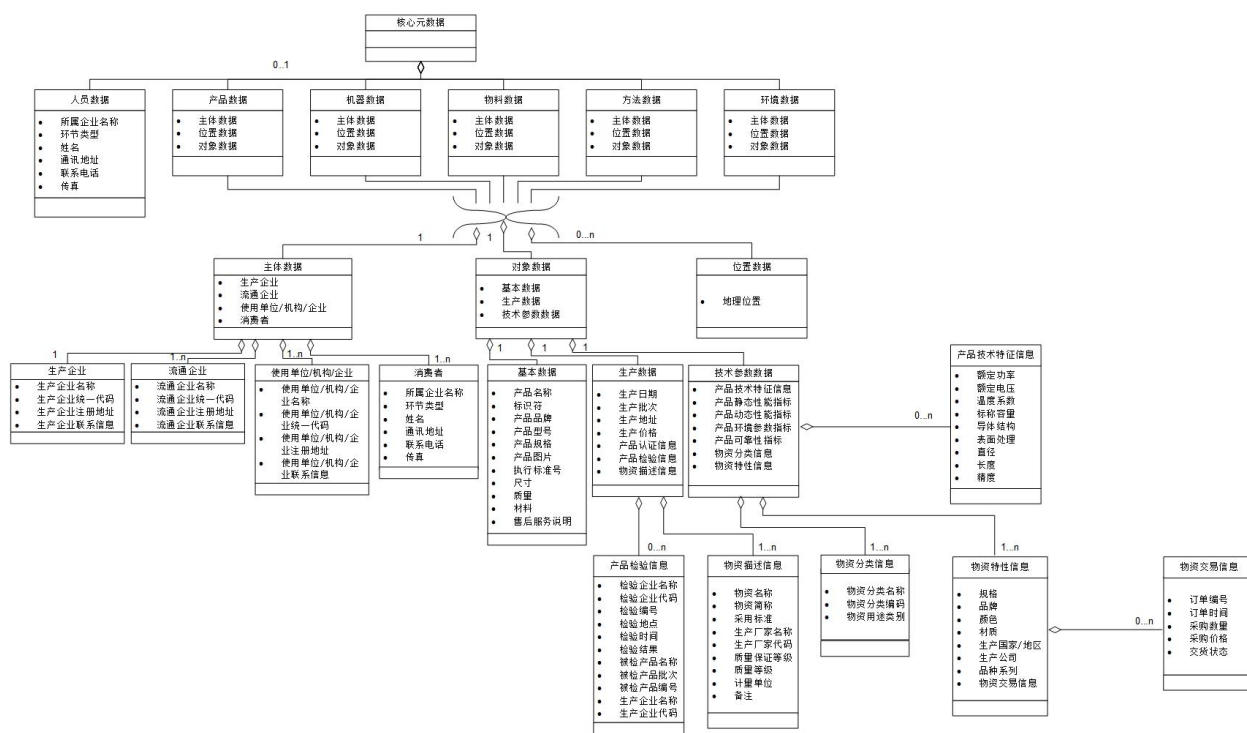 核心元数据
0...1
人员数据
所属企业名称
环节类型
姓名
通讯地址
联系电话
传真
产品数据
主体数据
位置数据
对象数据
机器数据
主体数据
位置数据
对象数据
物料数据
主体数据
位置数据
对象数据
方法数据
主体数据
位置数据
对象数据
环境数据
主体数据
位置数据
对象数据
1
1
0...n
主体数据
生产企业
流通企业
使用单位/机构/企业
消费者
对象数据
基本数据
生产数据
技术参数数据
位置数据
地理位置
1
1...n
1...n
1...n
1
1
1
生产企业
生产企业名称
生产企业统一代码
生产企业注册地址
生产企业联系信息
流通企业
流通企业名称
流通企业统一代码
流通企业注册地址
流通企业联系信息
使用单位/机构/企业
使用单位/机构/企
业名称
使用单位/机构/企
业统一代码
使用单位/机构/企
业注册地址
使用单位/机构/企
业联系信息
消费者
所属企业名称
环节类型
姓名
通讯地址
联系电话
传真
基本数据
产品名称
标识符
产品品牌
产品型号
产品规格
产品图片
执行标准号
尺寸
质量
材料
售后服务说明
生产数据
生产日期
生产批次
生产地址
生产价格
产品认证信息
产品检验信息
物资描述信息
技术参数数据
产品技术特征信息
产品静态性能指标
产品动态性能指标
产品环境参数指标
产品可靠性指标
物资分类信息
物资特性信息
0...n
产品技术特征信息
额定功率
额定电压
温度系数
标称容量
导体结构
表面处理
直径
长度
精度
0...n
1...n
1...n
1...n
产品检验信息
检验企业名称
检验企业代码
检验编号
检验地点
检验时间
检验结果
被检产品名称
被检产品批次
被检产品编号
生产企业名称
生产企业代码
物资描述信息
物资名称
物资简称
采用标准
生产厂家名称
生产厂家代码
质量保证等级
质量等级
计量单位
备注
物资分类信息
物资分类名称
物资分类编码
物资用途类别
物资特性信息
规格
品牌
颜色
材质
生产国家/地区
生产公司
品种系列
物资交易信息
0...n
物资交易信息
订单编号
订单时间
采购数量
采购价格
交货状态